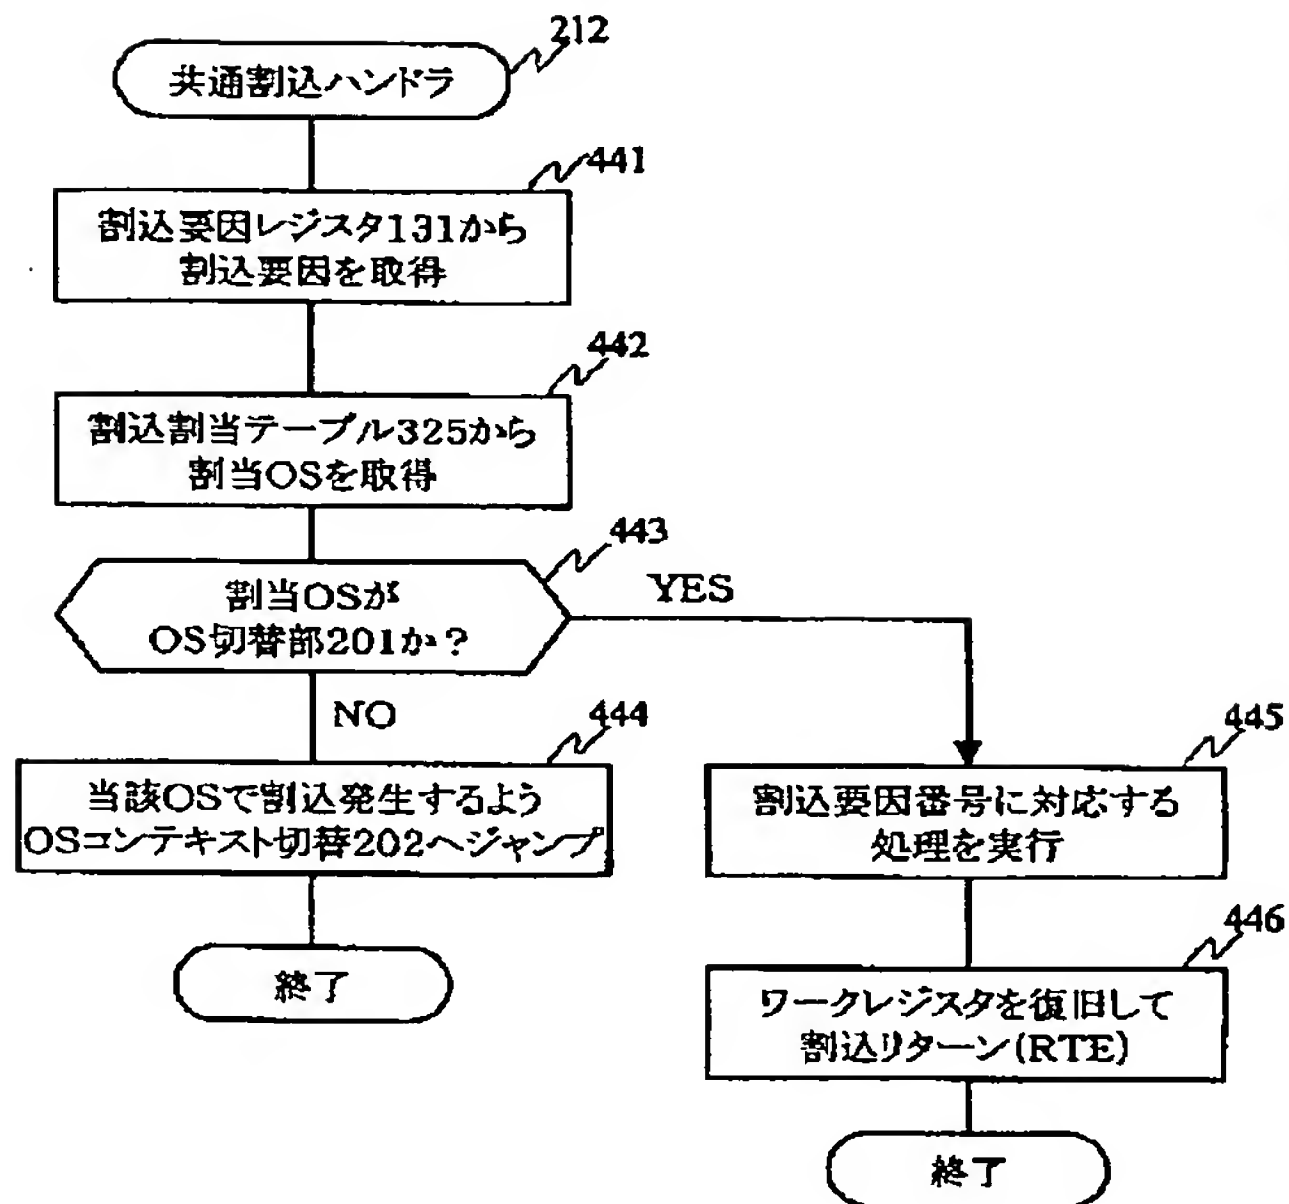 212
共通割込ハンドラ
441
割込要因レジスタ131から
割込要因を取得
442
割込割当テーブル325から
割当OSを取得
443
割当OSが
OS切替部201か?
YES
NO
444
当該OSで割込発生するよう
OSコンテキスト切替202へジャンプ
終了
445
割込要因番号に対応する
処理を実行
446
ワークレジスタを復旧して
割込リターン(RTE)
終了